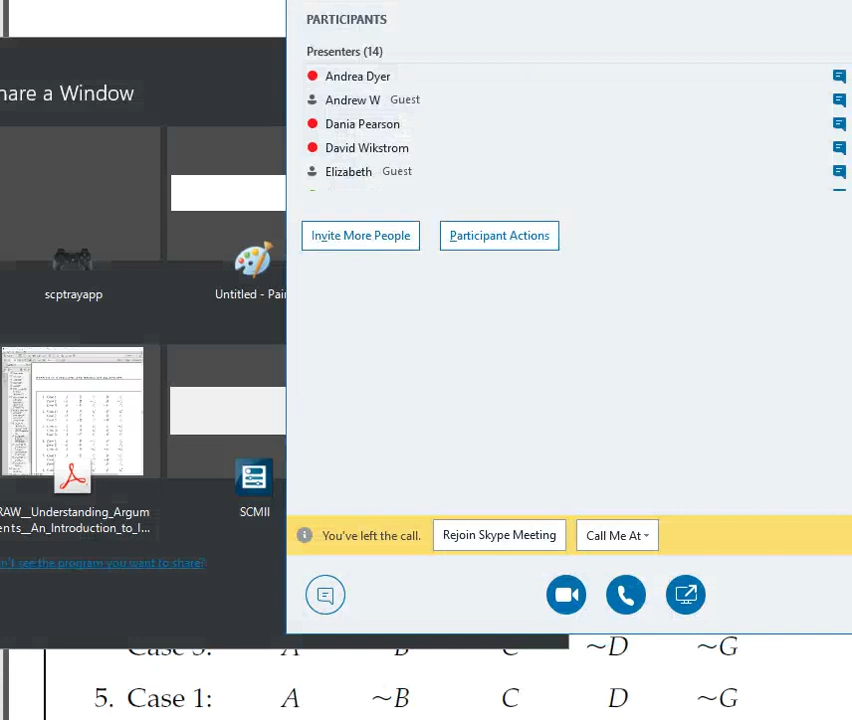 PARTICIPANTS
Presenters (14)
Andrea Dyer
Andrew W Guest
Dania Pearson
David Wikstrom
Elizabeth Guest
Invite More People
Participant Actions
hare a Window
scptrayapp
Untitled - Pai
RAW__Understanding_Argum
ents__An_Introduction_to_I...
SCMII
n't see the program you want to share?
You've left the call.
Rejoin Skype Meeting
Call Me At
Case 3: A B C ~D ~G
5. Case 1: A ~B C D ~G